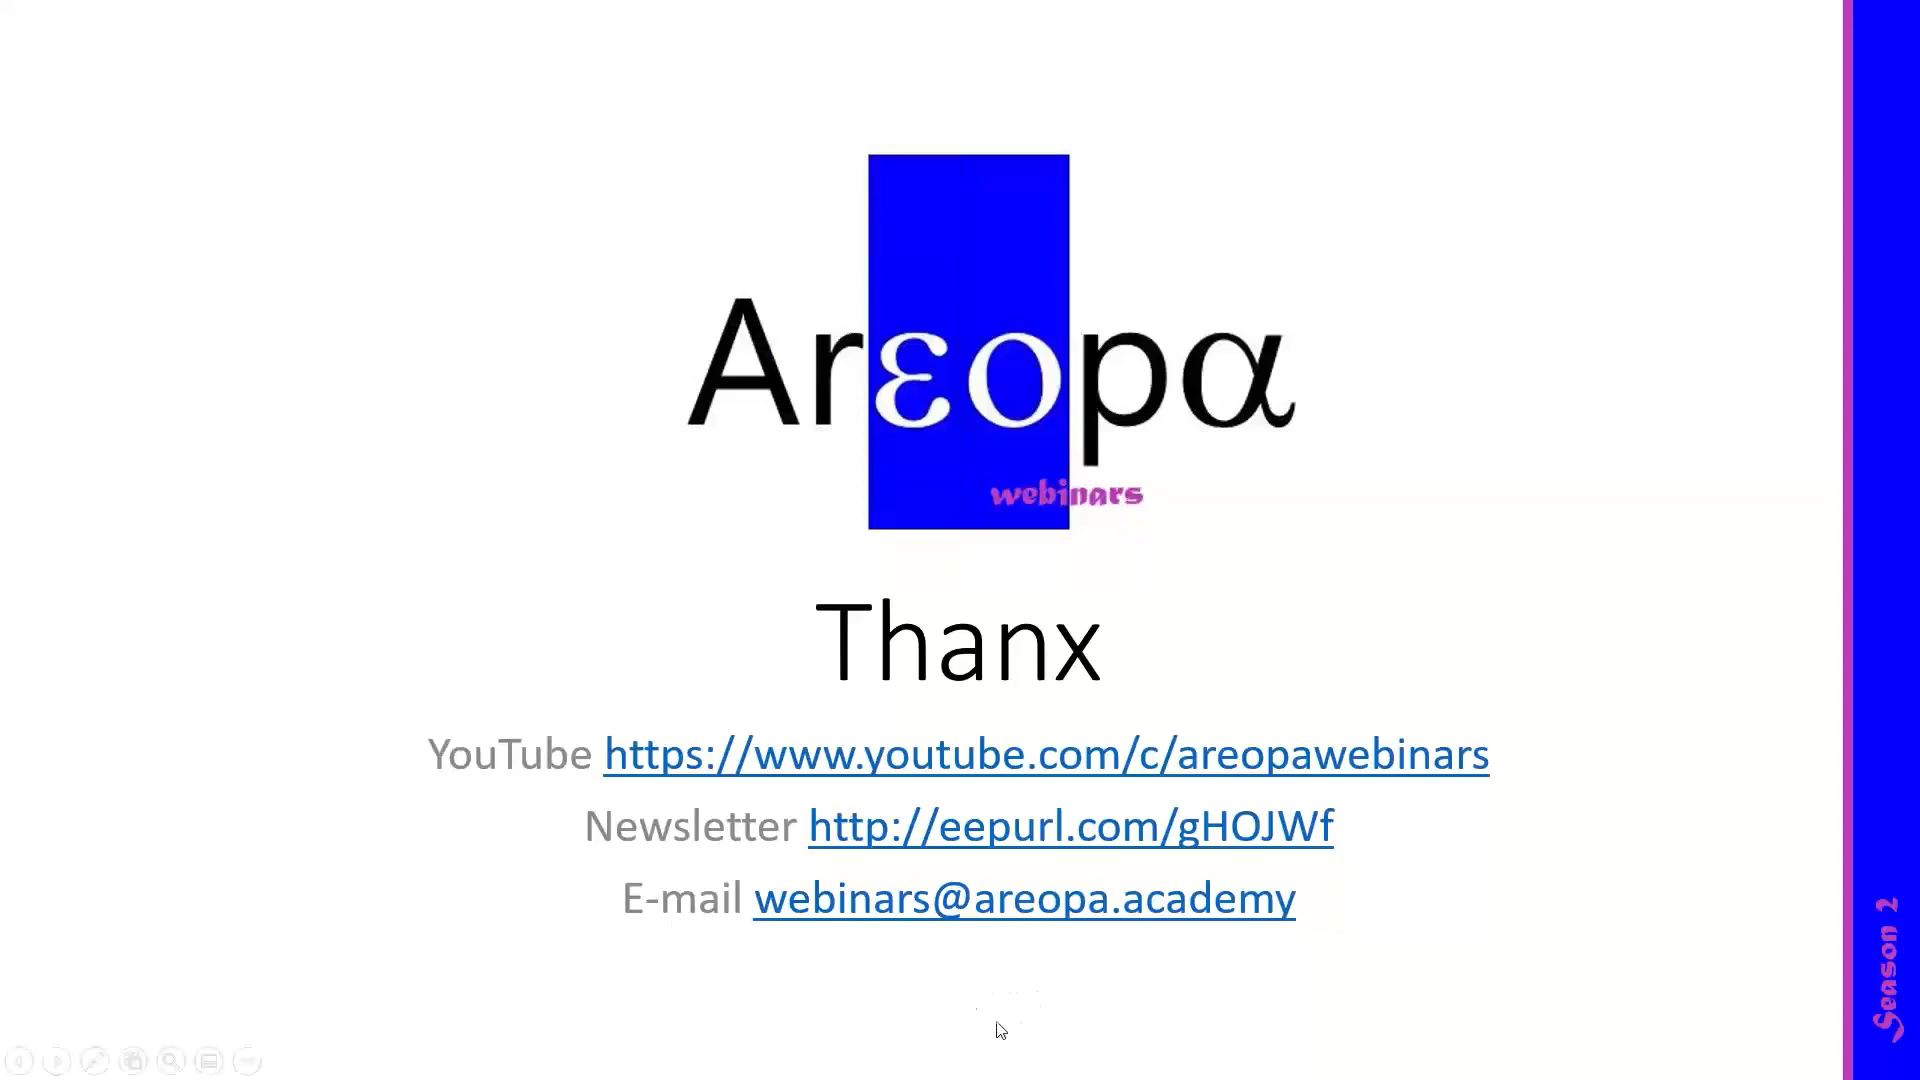 Arεopα
webinars
Thanx
YouTube https://www.youtube.com/c/areopawebinars
Newsletter http://eepurl.com/gHOJWf
E-mail webinars@areopa.academy
Season 2